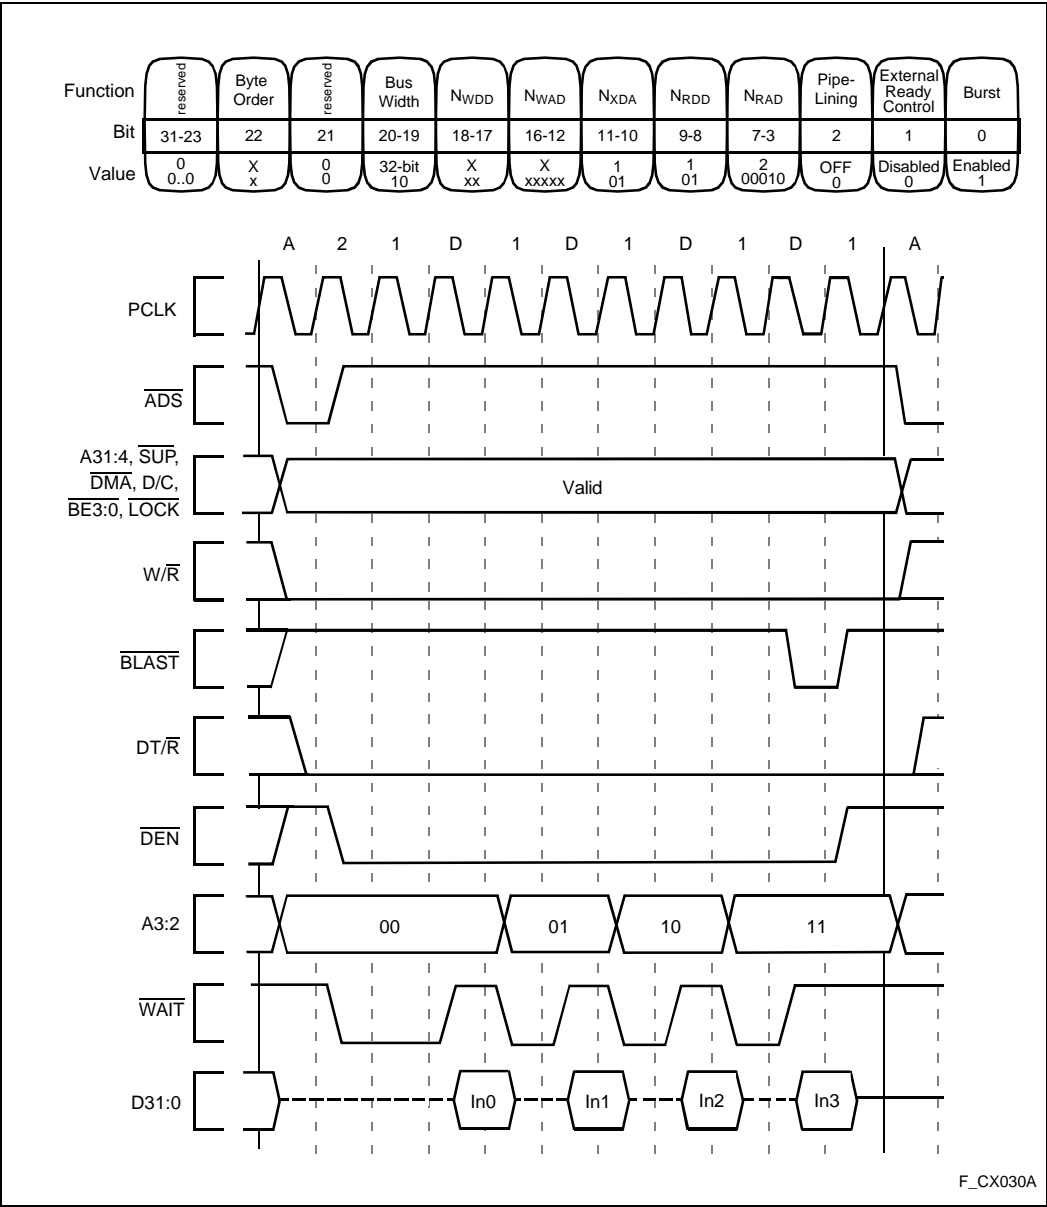 Function reserved Byte Order reserved Bus Width NWDD NWAD NXDA NRDD NRAD Pipe-Lining External Ready Control Burst
Bit 31-23 22 21 20-19 18-17 16-12 11-10 9-8 7-3 2 1 0
Value 0 X 0 32-bit X X 1 1 2 OFF Disabled Enabled
0..0 x 0 10 xx xxxxx 01 01 00010 0 0 1
A 2 1 D 1 D 1 D 1 D 1 A
PCLK
ADS
A31:4, SUP,
DMA, D/C,
BE3:0, LOCK
Valid
W/R
BLAST
DT/R
DEN
A3:2 00 01 10 11
WAIT
D31:0 In0 In1 In2 In3
F_CX030A